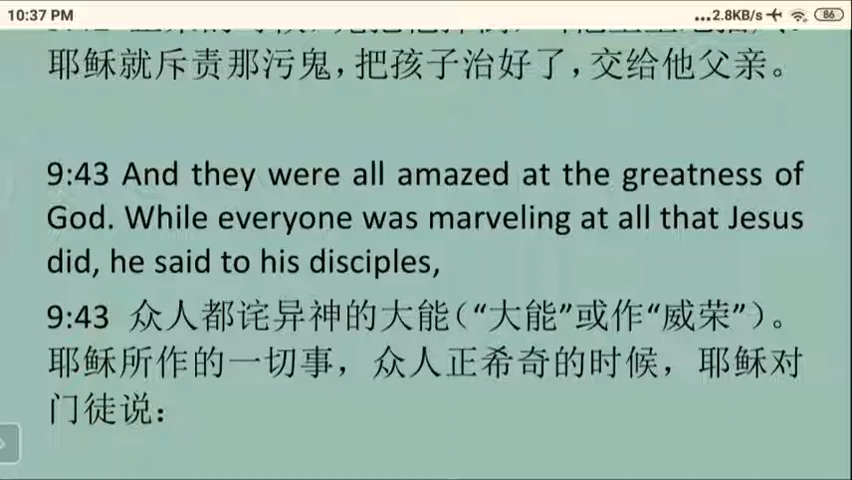 10:37 PM
...2.8KB/s
86
耶稣就斥责那污鬼，把孩子治好了，交给他父亲。
9:43 And they were all amazed at the greatness of
God. While everyone was marveling at all that Jesus
did, he said to his disciples,
9:43 众人都诧异神的大能（“大能”或作“威荣”）。
耶稣所作的一切事，众人正希奇的时候，耶稣对
门徒说：